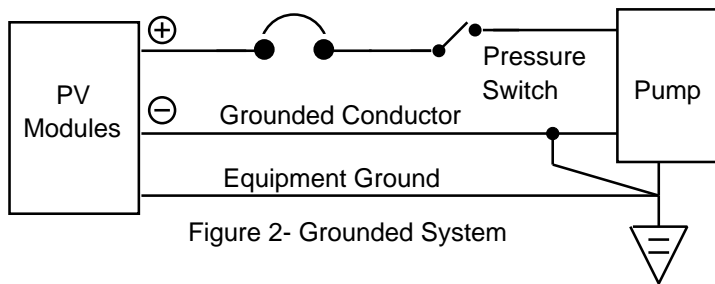 ⊕
Pressure
Switch
PV
Modules
Pump
⊖
Grounded Conductor
Equipment Ground
Figure 2- Grounded System